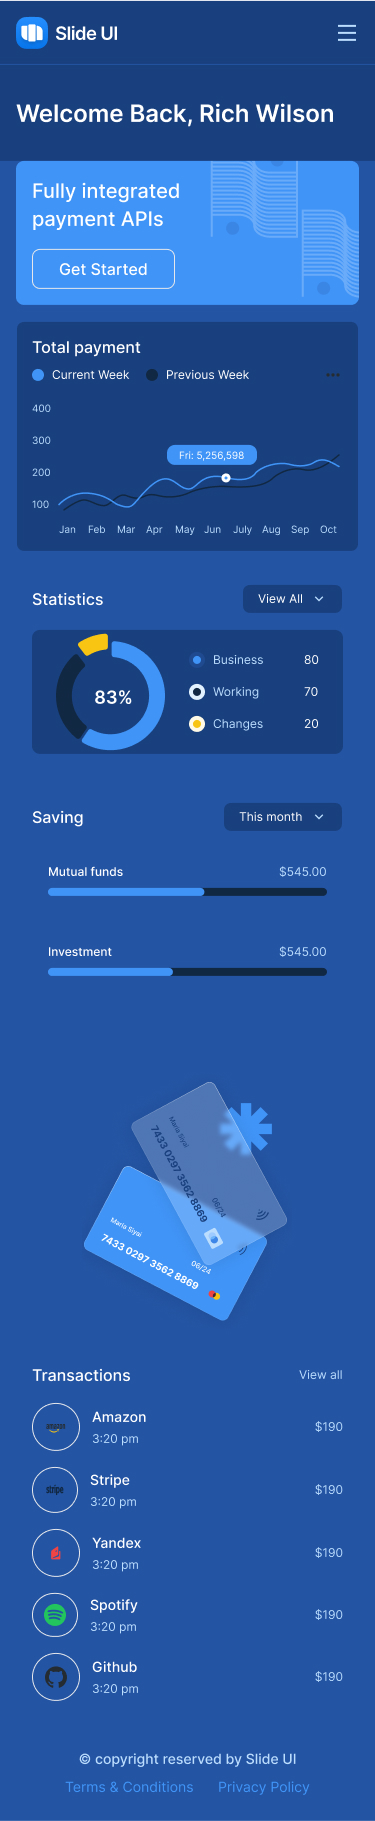 Slide UI
Welcome Back, Rich Wilson
Fully integrated
payment APIs
Get Started
Total payment
Current Week
Previous Week
400
300
200
100
Fri: 5,256,598
Jan Feb Mar Apr May Jun July Aug Sep Oct
Statistics
View All
83%
Business 80
Working 70
Changes 20
Saving
This month
Mutual funds $545.00
Investment $545.00
Maria Siyal
7433 0297 3562 8869
06/24
Maria Siyal
7433 0297 3562 8869
06/24
Transactions
View all
amazon
Amazon
3:20 pm
$190
stripe
Stripe
3:20 pm
$190
Yandex
3:20 pm
$190
Spotify
3:20 pm
$190
Github
3:20 pm
$190
© copyright reserved by Slide UI
Terms & Conditions Privacy Policy